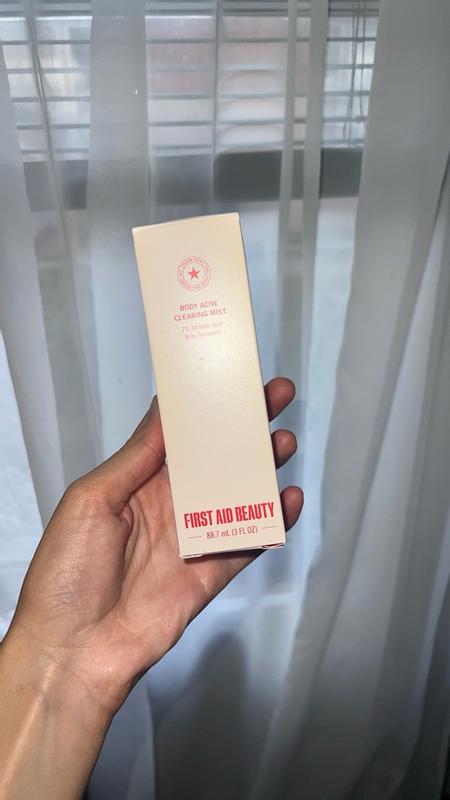 BODY ACNE
CLEARING MIST
2% Salicylic Acid
Acne Treatment
FIRST AID BEAUTY
88.7 mL (3 FL OZ)